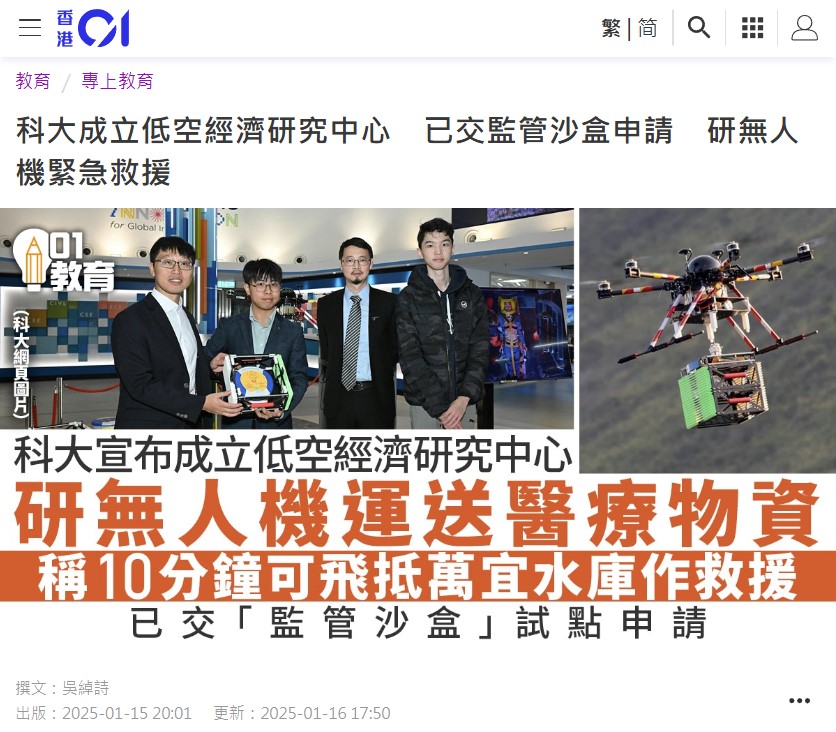 香港01
繁 | 简
教育 / 專上教育
科大成立低空經濟研究中心　已交監管沙盒申請　研無人
機緊急救援
for Global In
01
教育
(科大網頁圖片)
科大宣布成立低空經濟研究中心
研無人機運送醫療物資
稱10分鐘可飛抵萬宜水庫作救援
已交「監管沙盒」試點申請
撰文：吳綽詩
出版：2025-01-15 20:01　更新：2025-01-16 17:50